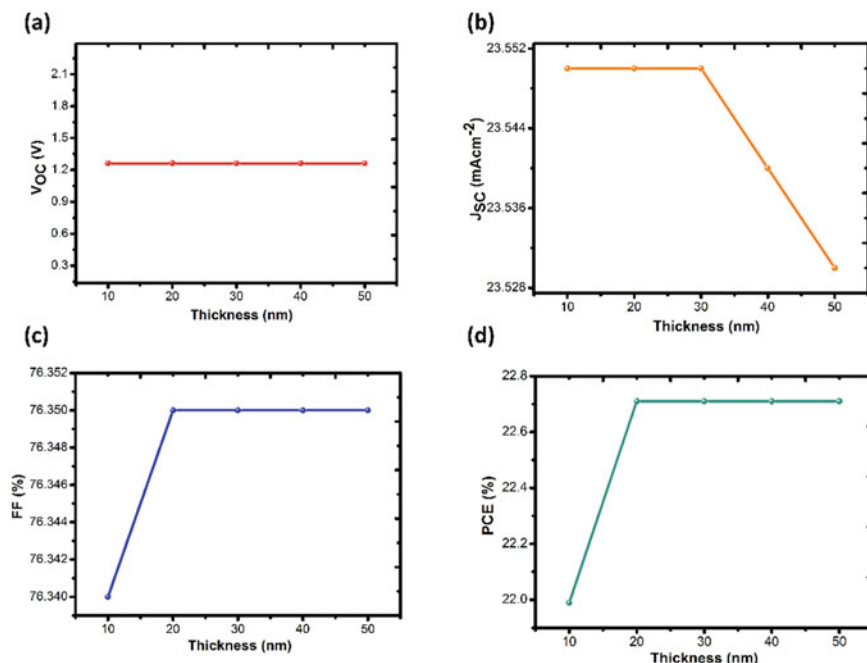 (a)
2.1
1.8
1.5
1.2
0.9
0.6
0.3
V_OC (V)
10 20 30 40 50
Thickness (nm)
(b)
23.552
23.544
23.536
23.528
J_SC (mAcm⁻²)
10 20 30 40 50
Thickness (nm)
(c)
76.352
76.350
76.348
76.346
76.344
76.342
76.340
FF (%)
10 20 30 40 50
Thickness (nm)
(d)
22.8
22.6
22.4
22.2
22.0
PCE (%)
10 20 30 40 50
Thickness (nm)